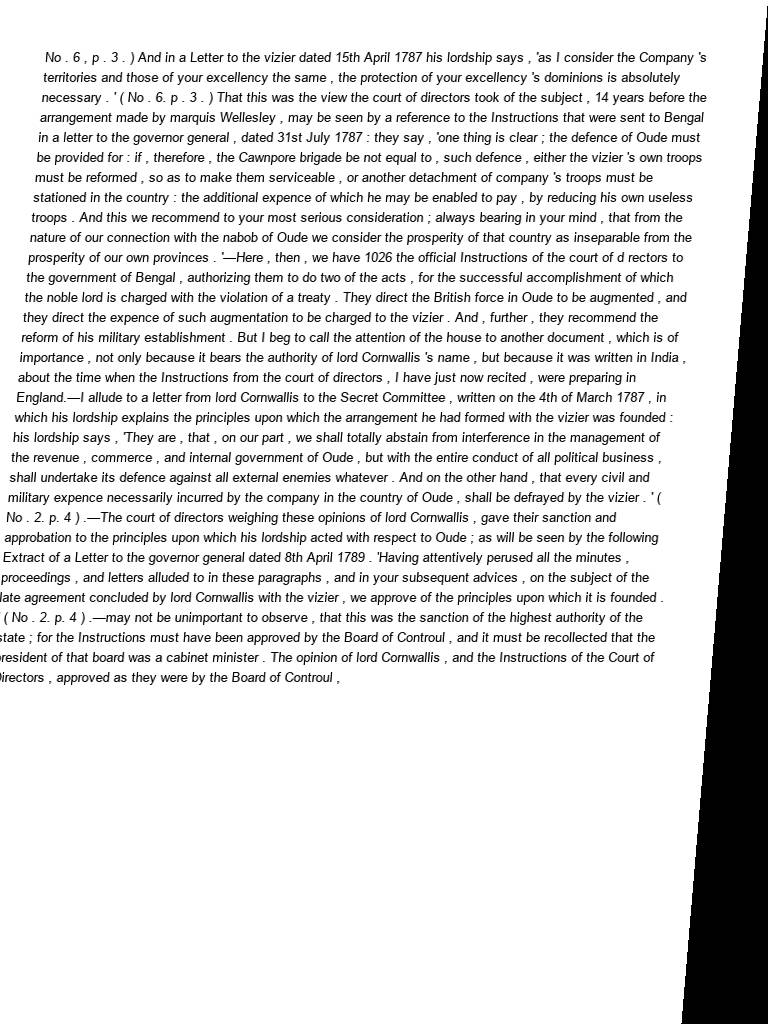 No . 6 , p . 3 . ) And in a Letter to the vizier dated 15th April 1787 his lordship says , 'as I consider the Company 's
territories and those of your excellency the same , the protection of your excellency 's dominions is absolutely
necessary . ' ( No . 6. p . 3 . ) That this was the view the court of directors took of the subject , 14 years before the
arrangement made by marquis Wellesley , may be seen by a reference to the Instructions that were sent to Bengal
in a letter to the governor general , dated 31st July 1787 : they say , 'one thing is clear ; the defence of Oude must
be provided for : if , therefore , the Cawnpore brigade be not equal to , such defence , either the vizier 's own troops
must be reformed , so as to make them serviceable , or another detachment of company 's troops must be
stationed in the country : the additional expence of which he may be enabled to pay , by reducing his own useless
troops . And this we recommend to your most serious consideration ; always bearing in your mind , that from the
nature of our connection with the nabob of Oude we consider the prosperity of that country as inseparable from the
prosperity of our own provinces . '—Here , then , we have 1026 the official Instructions of the court of d rectors to
the government of Bengal , authorizing them to do two of the acts , for the successful accomplishment of which
the noble lord is charged with the violation of a treaty . They direct the British force in Oude to be augmented , and
they direct the expence of such augmentation to be charged to the vizier . And , further , they recommend the
reform of his military establishment . But I beg to call the attention of the house to another document , which is of
importance , not only because it bears the authority of lord Cornwallis 's name , but because it was written in India ,
about the time when the Instructions from the court of directors , I have just now recited , were preparing in
England.—I allude to a letter from lord Cornwallis to the Secret Committee , written on the 4th of March 1787 , in
which his lordship explains the principles upon which the arrangement he had formed with the vizier was founded :
his lordship says , 'They are , that , on our part , we shall totally abstain from interference in the management of
the revenue , commerce , and internal government of Oude , but with the entire conduct of all political business ,
shall undertake its defence against all external enemies whatever . And on the other hand , that every civil and
military expence necessarily incurred by the company in the country of Oude , shall be defrayed by the vizier . ' (
No . 2. p. 4 ) .—The court of directors weighing these opinions of lord Cornwallis , gave their sanction and
approbation to the principles upon which his lordship acted with respect to Oude ; as will be seen by the following
Extract of a Letter to the governor general dated 8th April 1789 . 'Having attentively perused all the minutes ,
proceedings , and letters alluded to in these paragraphs , and in your subsequent advices , on the subject of the
late agreement concluded by lord Cornwallis with the vizier , we approve of the principles upon which it is founded .
' ( No . 2. p. 4 ) .—may not be unimportant to observe , that this was the sanction of the highest authority of the
state ; for the Instructions must have been approved by the Board of Controul , and it must be recollected that the
president of that board was a cabinet minister . The opinion of lord Cornwallis , and the Instructions of the Court of
Directors , approved as they were by the Board of Controul ,